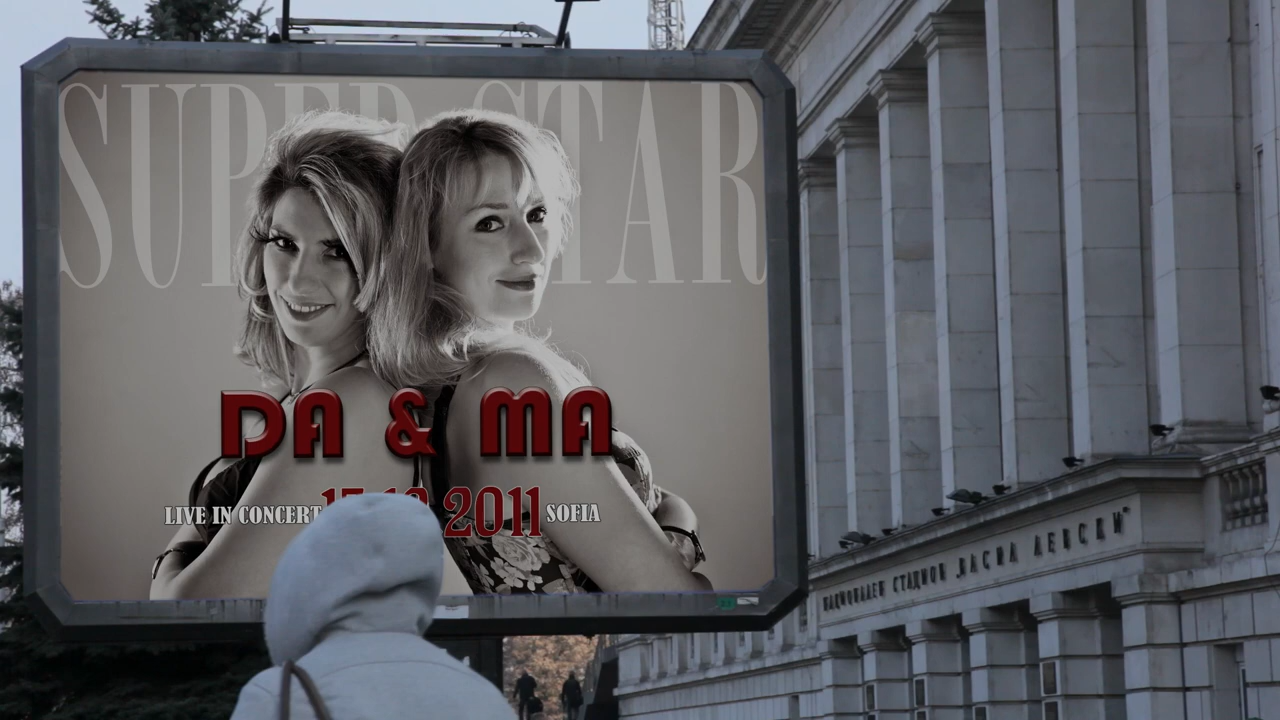 SUPER STAR
DA & MA
LIVE IN CONCERT 2011 SOFIA
НАЦИОНАЛЕН СТАДИОН „ВАСИЛ ЛЕВСКИ“